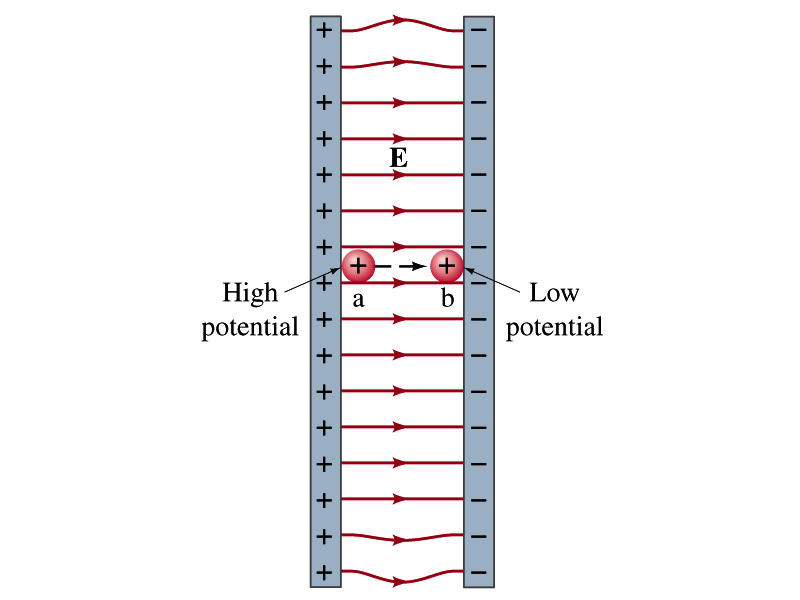 + −
+ −
+ −
+ −
E
+ −
+ −
+ −
+ +
High
potential
a b
Low
potential
+ −
+ −
+ −
+ −
+ −
+ −
+ −
+ −
+ −